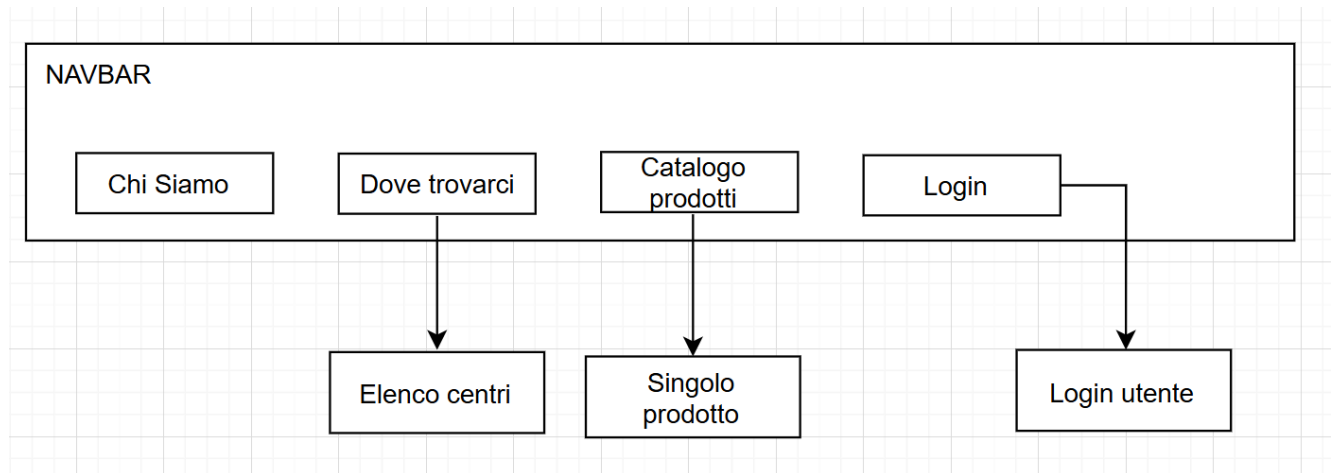 NAVBAR
Chi Siamo
Dove trovarci
Catalogo
prodotti
Login
Elenco centri
Singolo
prodotto
Login utente